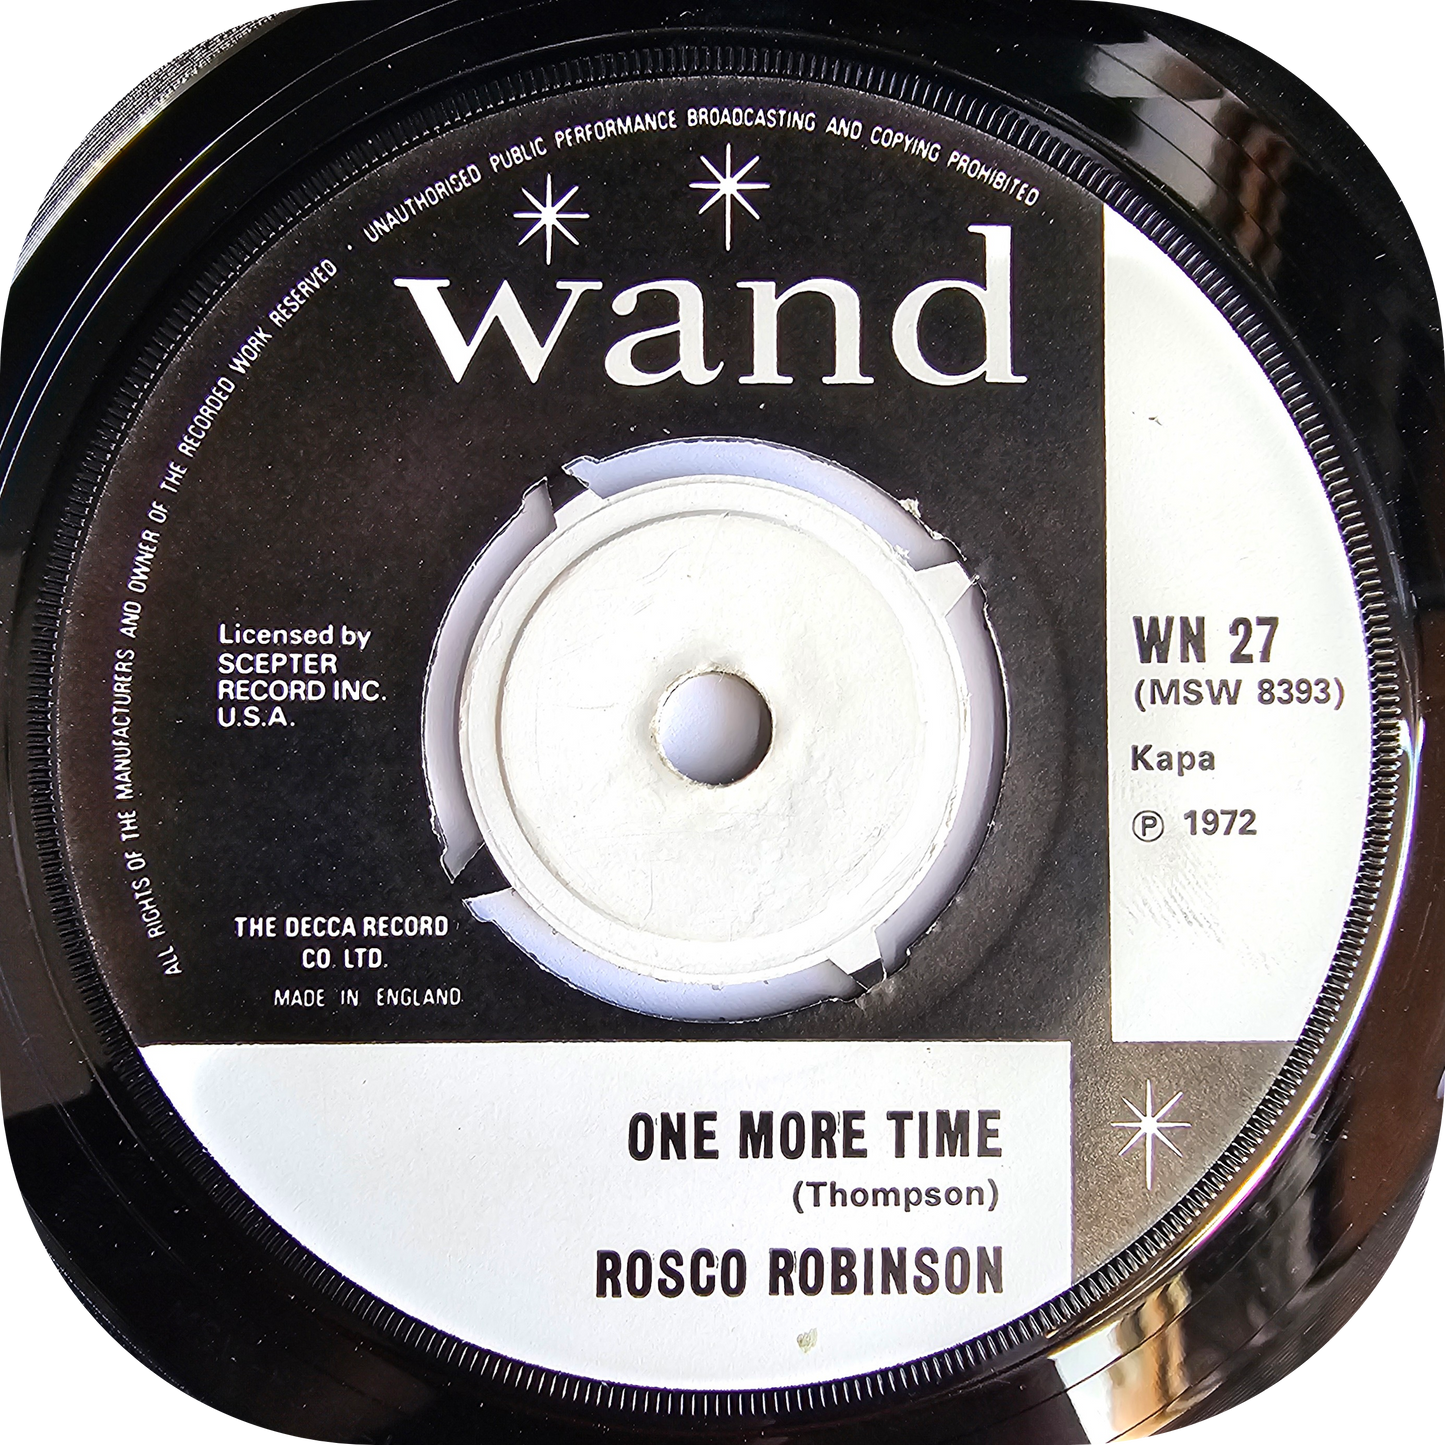 ALL RIGHTS OF THE MANUFACTURERS AND OWNER OF THE RECORDED WORK RESERVED · UNAUTHORISED PUBLIC PERFORMANCE BROADCASTING AND COPYING PROHIBITED
wand
Licensed by
SCEPTER
RECORD INC.
U.S.A.
WN 27
(MSW 8393)
Kapa
Ⓟ 1972
THE DECCA RECORD
CO. LTD.
MADE IN ENGLAND
ONE MORE TIME
(Thompson)
ROSCO ROBINSON